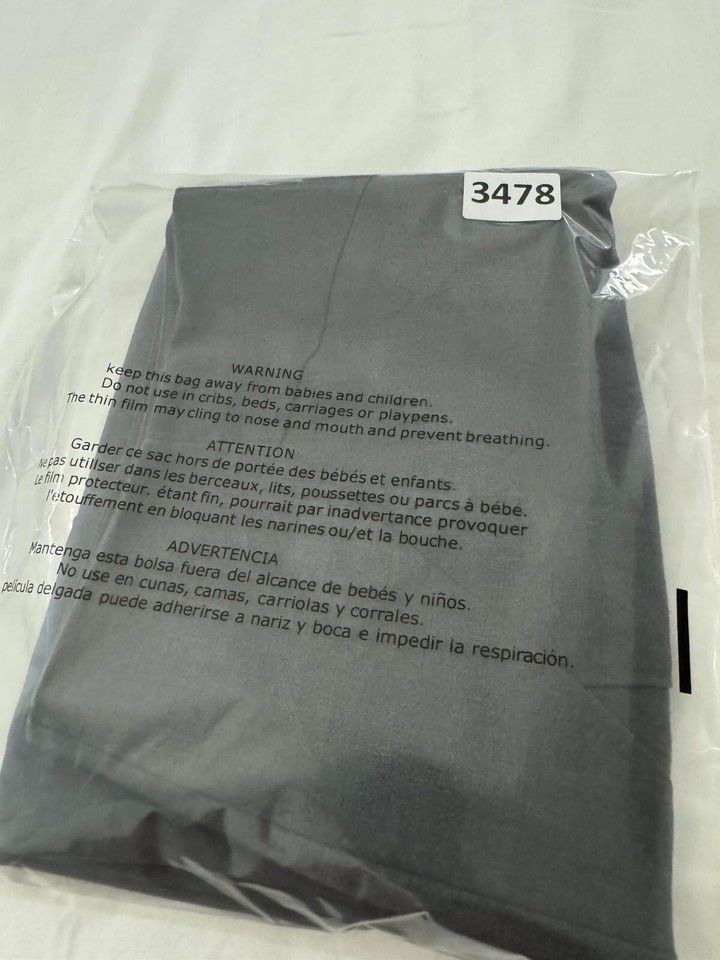 3478
WARNING
keep this bag away from babies and children.
Do not use in cribs, beds, carriages or playpens.
The thin film may cling to nose and mouth and prevent breathing.
ATTENTION
Garder ce sac hors de portée des bébés et enfants.
Ne pas utiliser dans les berceaux, lits, poussettes ou parcs à bébé.
Le film protecteur. étant fin, pourrait par inadvertance provoquer
l'etouffement en bloquant les narines ou/et la bouche.
ADVERTENCIA
Mantenga esta bolsa fuera del alcance de bebés y niños.
No use en cunas, camas, carriolas y corrales.
película delgada puede adherirse a nariz y boca e impedir la respiración.